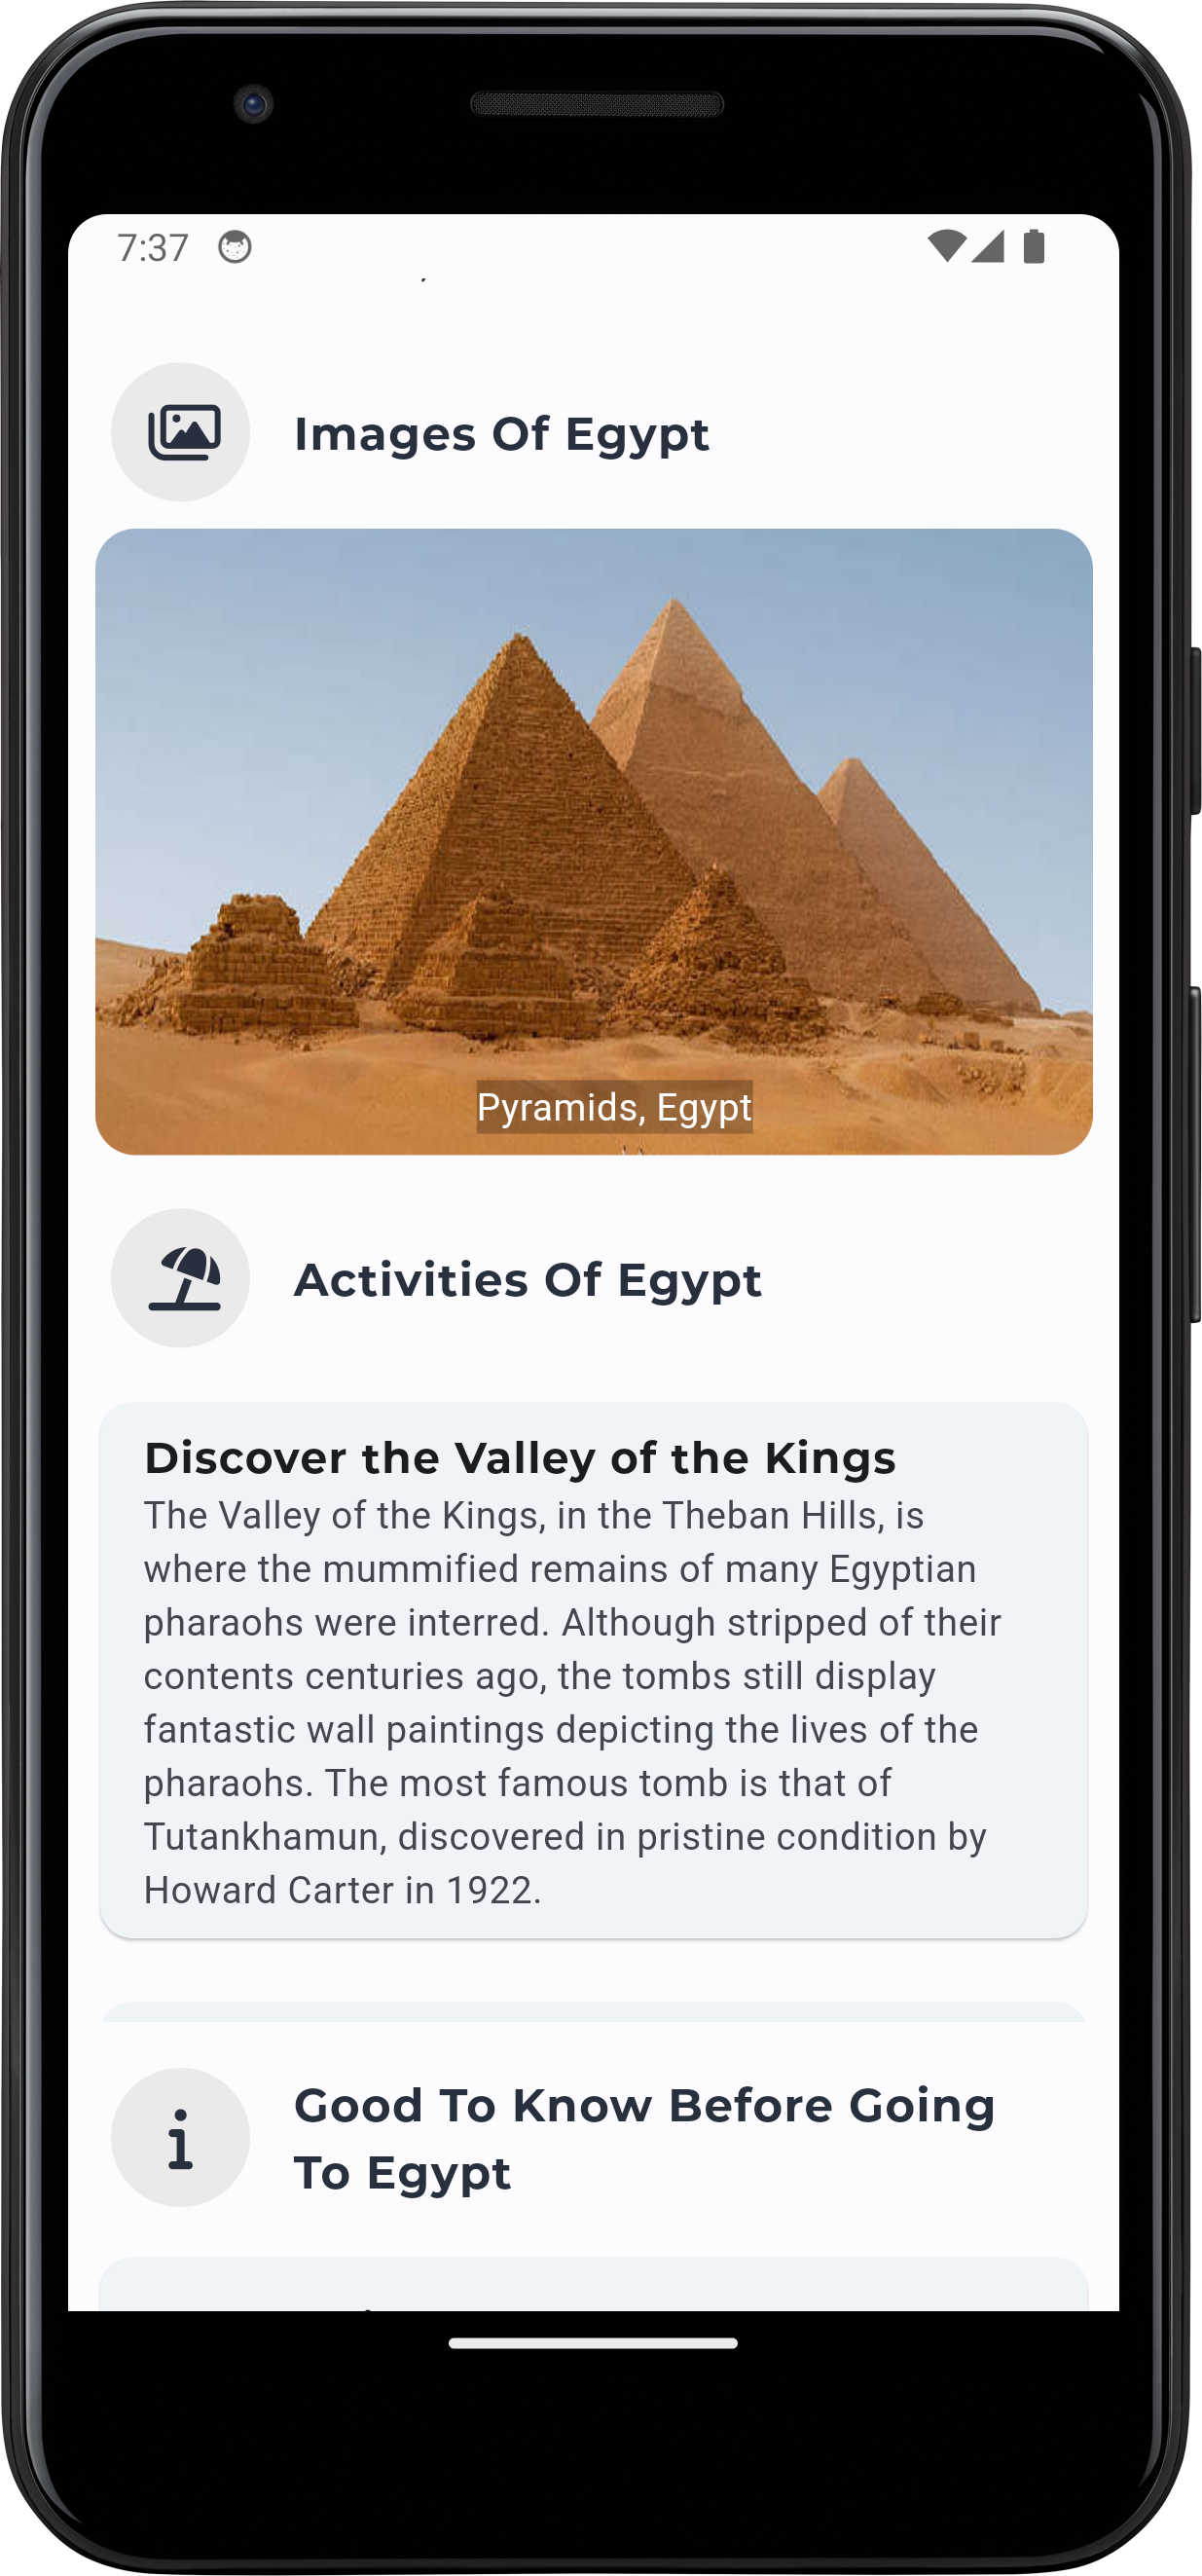 7:37
Images Of Egypt
Pyramids, Egypt
Activities Of Egypt
Discover the Valley of the Kings
The Valley of the Kings, in the Theban Hills, is
where the mummified remains of many Egyptian
pharaohs were interred. Although stripped of their
contents centuries ago, the tombs still display
fantastic wall paintings depicting the lives of the
pharaohs. The most famous tomb is that of
Tutankhamun, discovered in pristine condition by
Howard Carter in 1922.
Good To Know Before Going
To Egypt